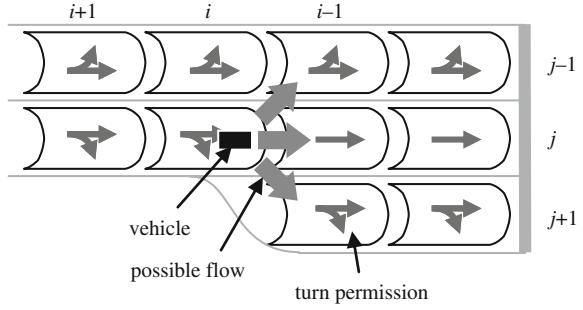 i+1 i i–1
j–1
j
j+1
vehicle
possible flow
turn permission